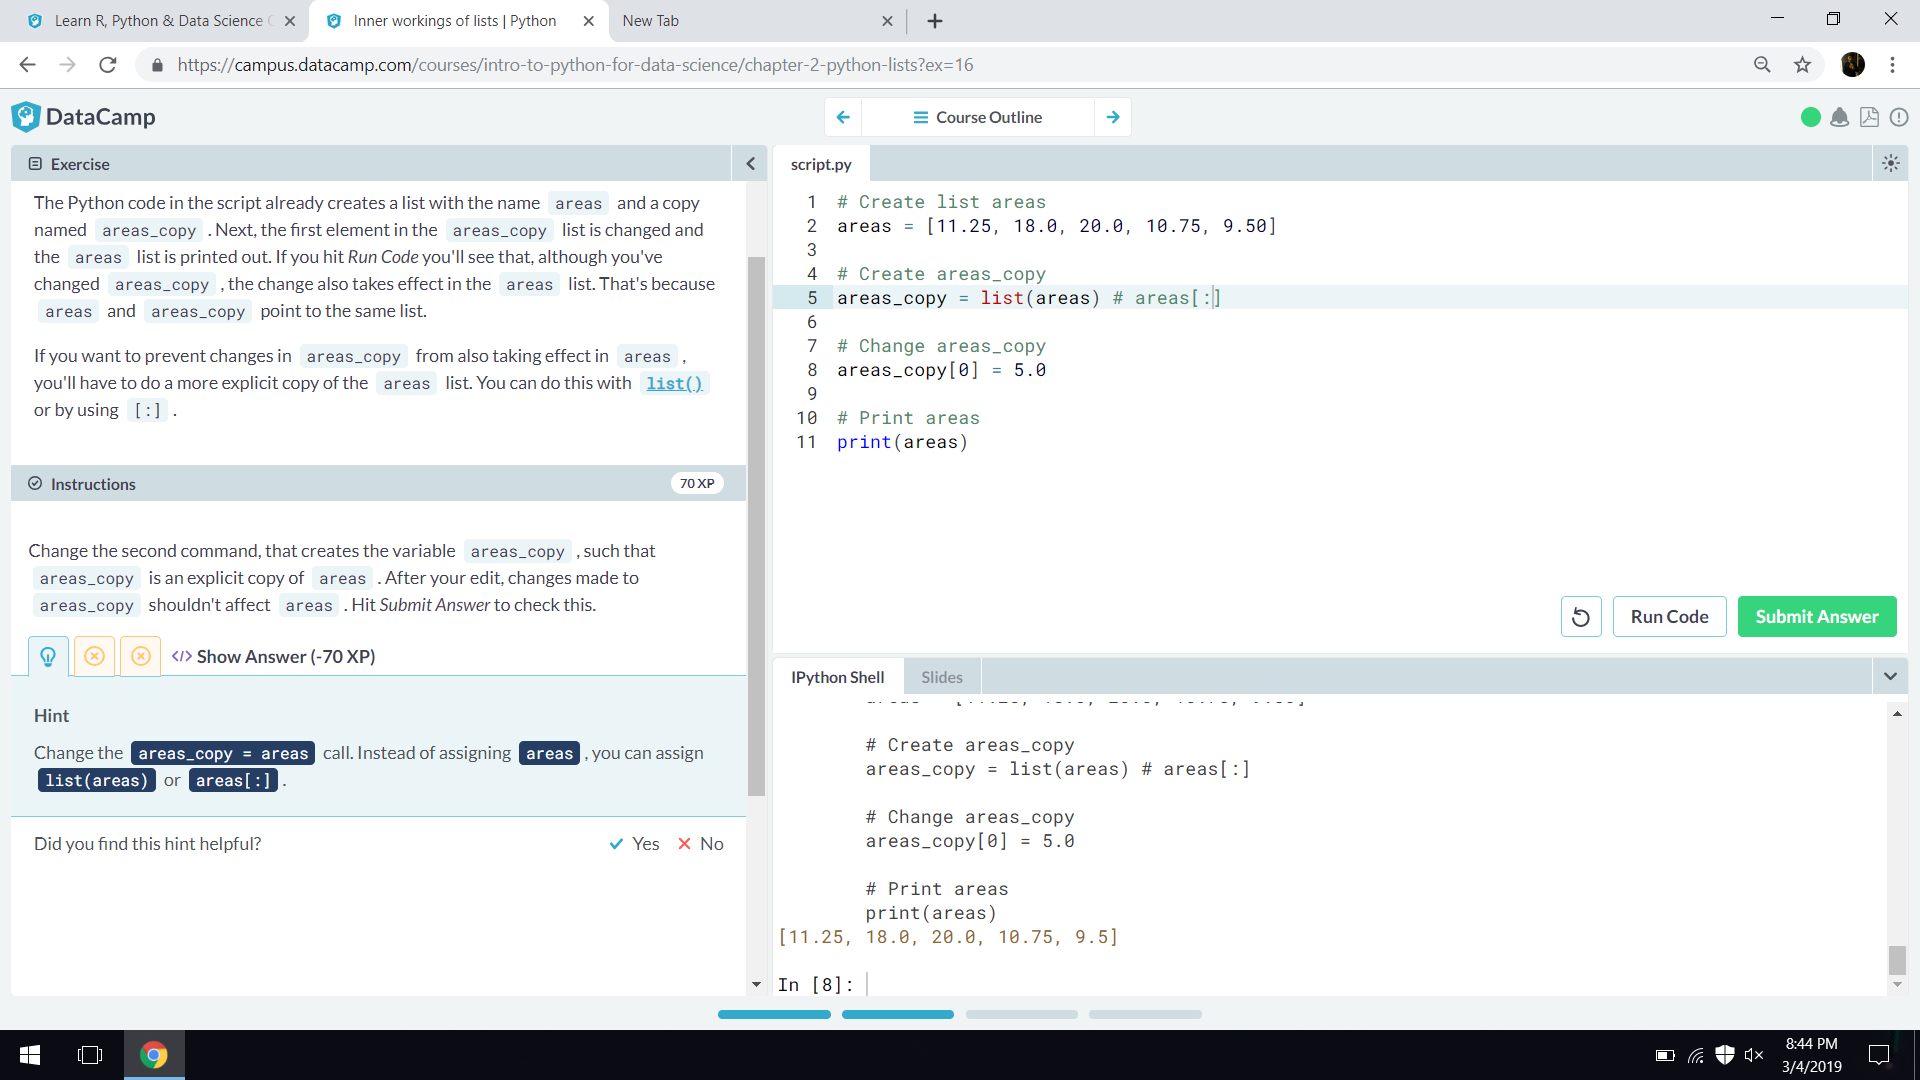 Learn R, Python & Data Science C
Inner workings of lists | Python
New Tab
https://campus.datacamp.com/courses/intro-to-python-for-data-science/chapter-2-python-lists?ex=16
DataCamp
Course Outline
Exercise
The Python code in the script already creates a list with the name areas and a copy
named areas_copy . Next, the first element in the areas_copy list is changed and
the areas list is printed out. If you hit Run Code you'll see that, although you've
changed areas_copy , the change also takes effect in the areas list. That's because
areas and areas_copy point to the same list.
If you want to prevent changes in areas_copy from also taking effect in areas ,
you'll have to do a more explicit copy of the areas list. You can do this with list()
or by using [:] .
Instructions
70 XP
Change the second command, that creates the variable areas_copy , such that
areas_copy is an explicit copy of areas . After your edit, changes made to
areas_copy shouldn't affect areas . Hit Submit Answer to check this.
</> Show Answer (-70 XP)
Hint
Change the areas_copy = areas call. Instead of assigning areas , you can assign
list(areas) or areas[:] .
Did you find this hint helpful?
Yes
No
script.py
1 # Create list areas
2 areas = [11.25, 18.0, 20.0, 10.75, 9.50]
3
4 # Create areas_copy
5 areas_copy = list(areas) # areas[:]
6
7 # Change areas_copy
8 areas_copy[0] = 5.0
9
10 # Print areas
11 print(areas)
Run Code
Submit Answer
IPython Shell
Slides
# Create areas_copy
areas_copy = list(areas) # areas[:]
# Change areas_copy
areas_copy[0] = 5.0
# Print areas
print(areas)
[11.25, 18.0, 20.0, 10.75, 9.5]
In [8]:
8:44 PM
3/4/2019